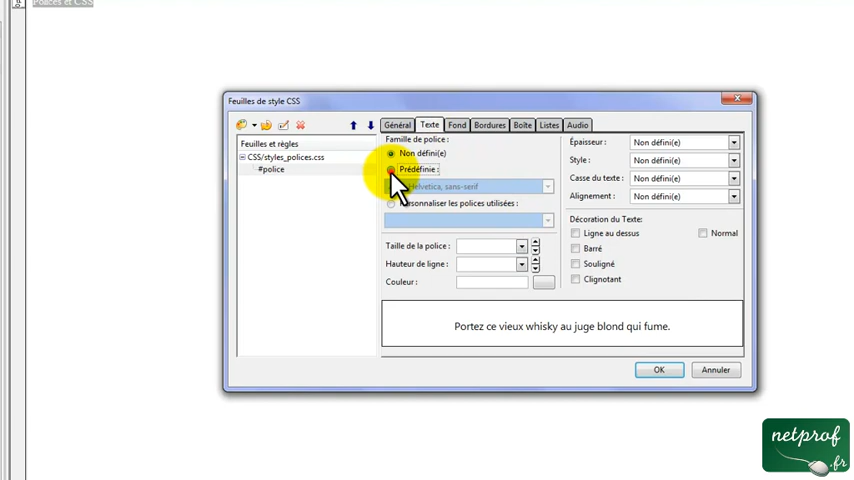 Polices et CSS
Feuilles de style CSS
Général Texte Fond Bordures Boîte Listes Audio
Feuilles et règles
CSS/styles_polices.css
#police
Famille de police :
Non défini(e)
Prédéfinie :
Helvetica, sans-serif
Personnaliser les polices utilisées :
Taille de la police :
Hauteur de ligne :
Couleur :
Épaisseur : Non défini(e)
Style : Non défini(e)
Casse du texte : Non défini(e)
Alignement : Non défini(e)
Décoration du Texte:
Ligne au dessus Normal
Barré
Souligné
Clignotant
Portez ce vieux whisky au juge blond qui fume.
OK Annuler
netprof
.fr